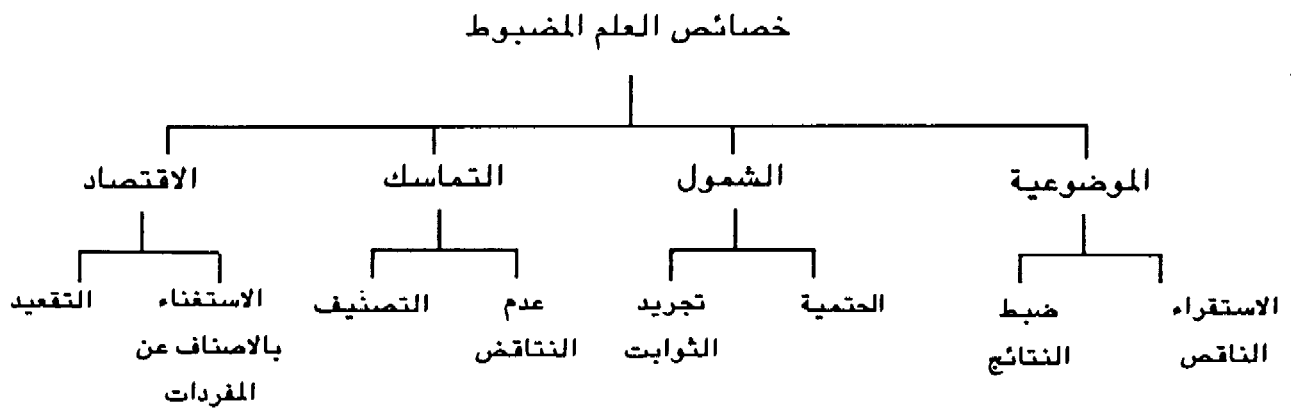 خصائص العلم المضبوط
الموضوعية
الشمول
التماسك
الاقتصاد
الاستقراء
الناقص
ضبط
النتائج
الحتمية
تجريد
الثوابت
عدم
التناقض
التصنيف
الاستغناء
بالاصناف عن
المفردات
التقعيد